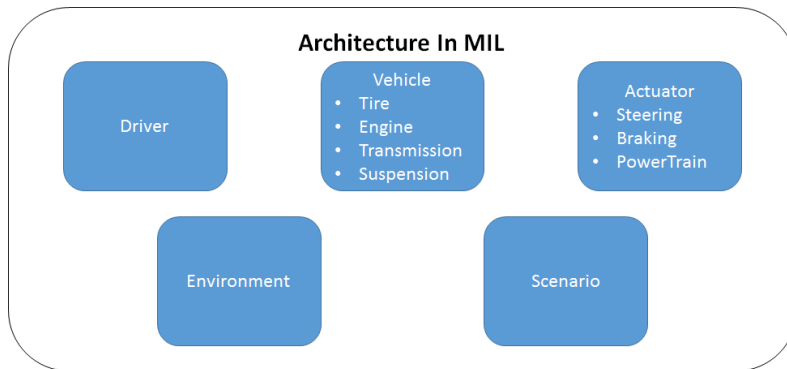 Architecture In MIL
Driver
Vehicle
• Tire
• Engine
• Transmission
• Suspension
Actuator
• Steering
• Braking
• PowerTrain
Environment
Scenario